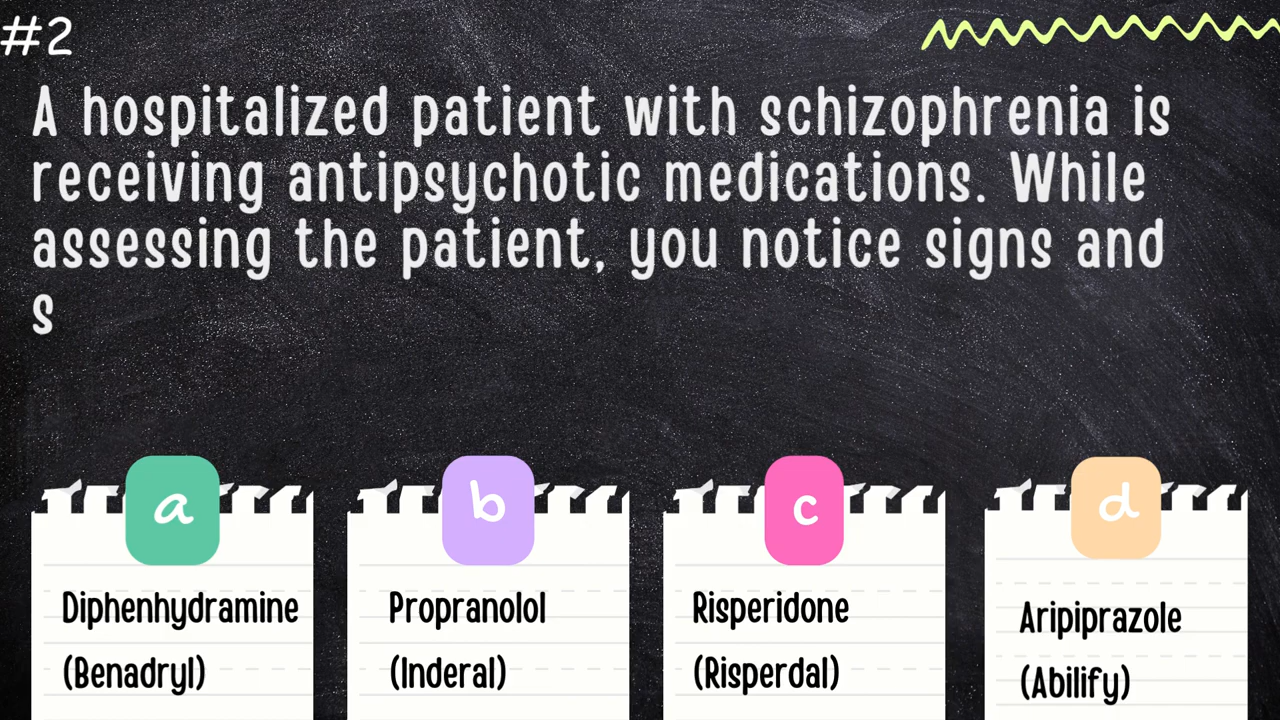 #2
A hospitalized patient with schizophrenia is
receiving antipsychotic medications. While
assessing the patient, you notice signs and
s
a
Diphenhydramine
(Benadryl)
b
Propranolol
(Inderal)
c
Risperidone
(Risperdal)
d
Aripiprazole
(Abilify)